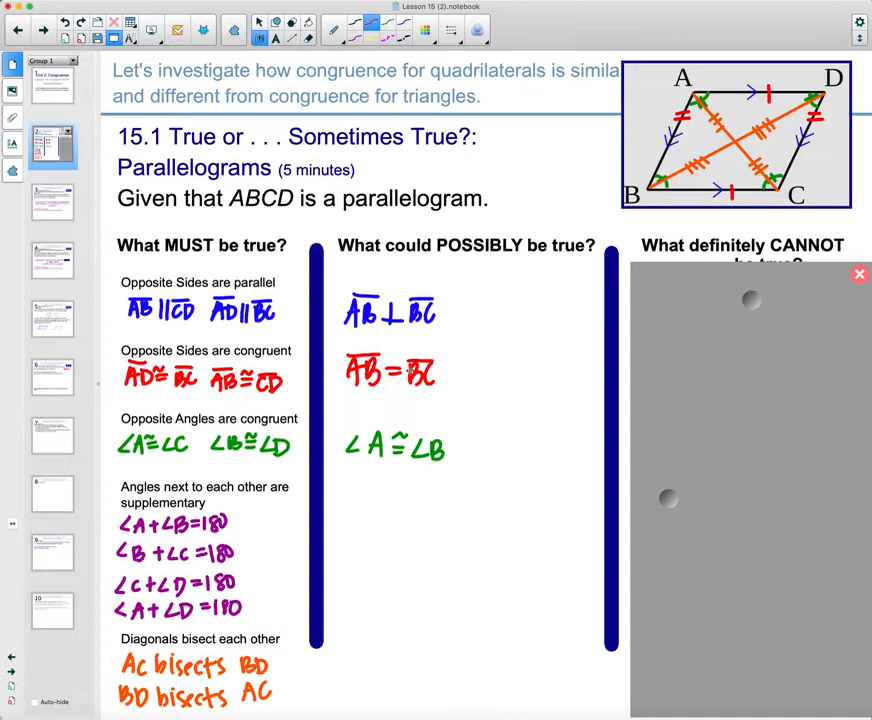 Lesson 15 (2).notebook
Group 1
Let's investigate how congruence for quadrilaterals is simila
and different from congruence for triangles.
15.1 True or . . . Sometimes True?:
Parallelograms (5 minutes)
Given that ABCD is a parallelogram.
A D
B C
What MUST be true?
Opposite Sides are parallel
AB || CD AD || BC
Opposite Sides are congruent
AD ≅ BC AB ≅ CD
Opposite Angles are congruent
∠A ≅ ∠C ∠B ≅ ∠D
Angles next to each other are
supplementary
∠A + ∠B = 180
∠B + ∠C = 180
∠C + ∠D = 180
∠A + ∠D = 180
Diagonals bisect each other
AC bisects BD
BD bisects AC
What could POSSIBLY be true?
AB ⊥ BC
AB = BC
∠A ≅ ∠B
What definitely CANNOT
be true?
Auto-hide